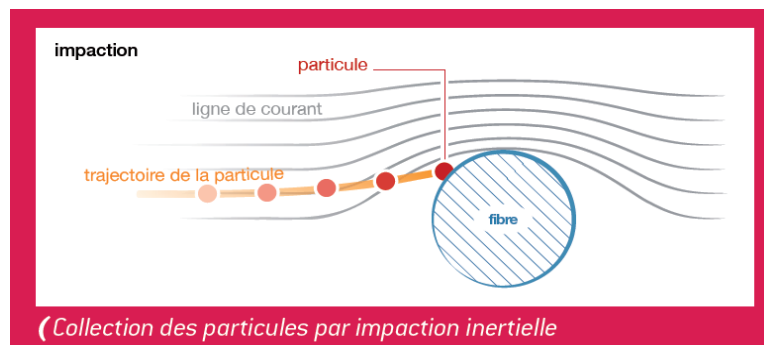 impaction
particule
ligne de courant
trajectoire de la particule
fibre
(Collection des particules par impaction inertielle